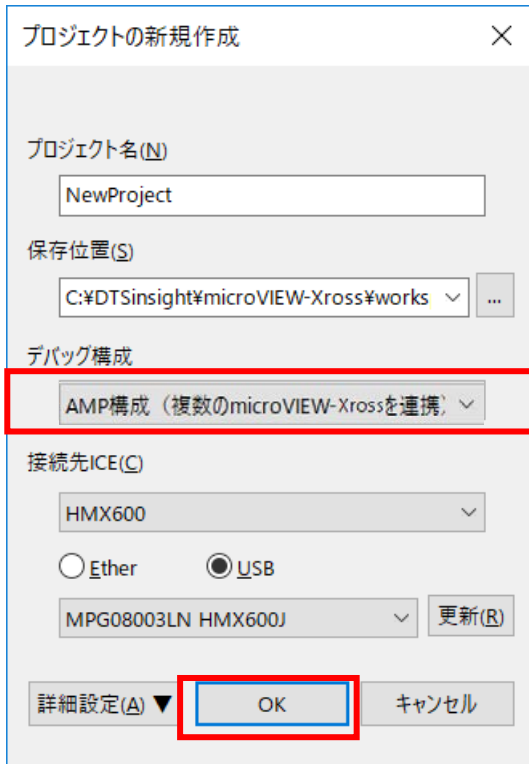 プロジェクトの新規作成
プロジェクト名(N)
NewProject
保存位置(S)
C:¥DTSinsight¥microVIEW-Xross¥works
...
デバッグ構成
AMP構成（複数のmicroVIEW-Xrossを連携）
接続先ICE(C)
HMX600
Ether USB
MPG08003LN HMX600J 更新(R)
詳細設定(A) ▼ OK キャンセル